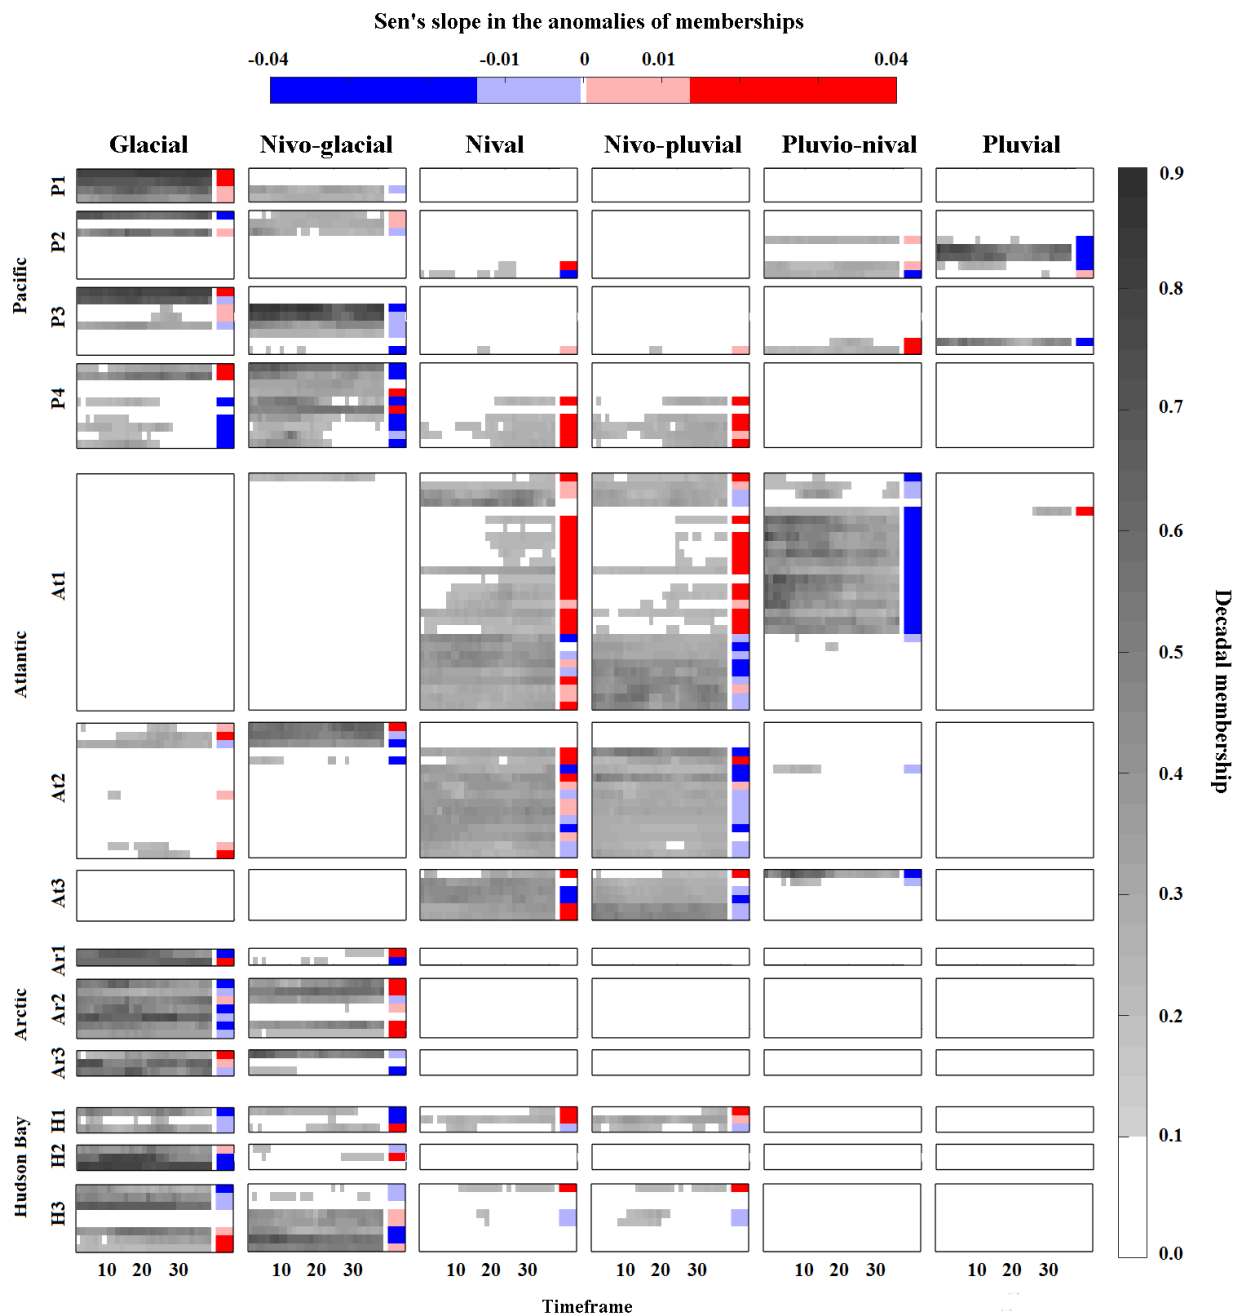 Sen's slope in the anomalies of memberships
-0.04 -0.01 0 0.01 0.04
Glacial Nivo-glacial Nival Nivo-pluvial Pluvio-nival Pluvial
Pacific
P1
P2
P3
P4
Atlantic
At1
At2
At3
Arctic
Ar1
Ar2
Ar3
Hudson Bay
H1
H2
H3
0.9
0.8
0.7
0.6
0.5
0.4
0.3
0.2
0.1
0.0
Decadal membership
10 20 30 10 20 30 10 20 30 10 20 30 10 20 30 10 20 30
Timeframe